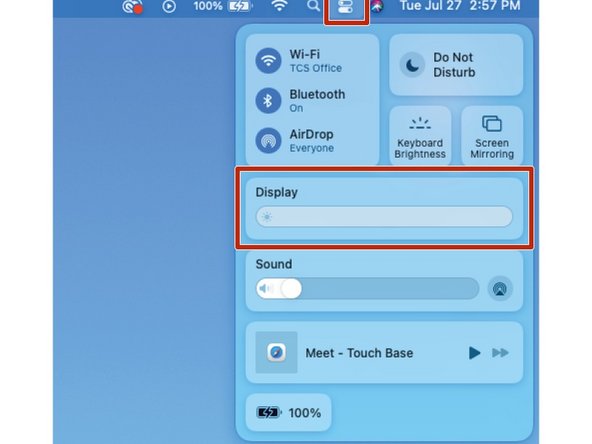 100% Tue Jul 27 2:57 PM
Wi-Fi
TCS Office
Bluetooth
On
AirDrop
Everyone
Do Not
Disturb
Keyboard
Brightness
Screen
Mirroring
Display
Sound
Meet - Touch Base
100%